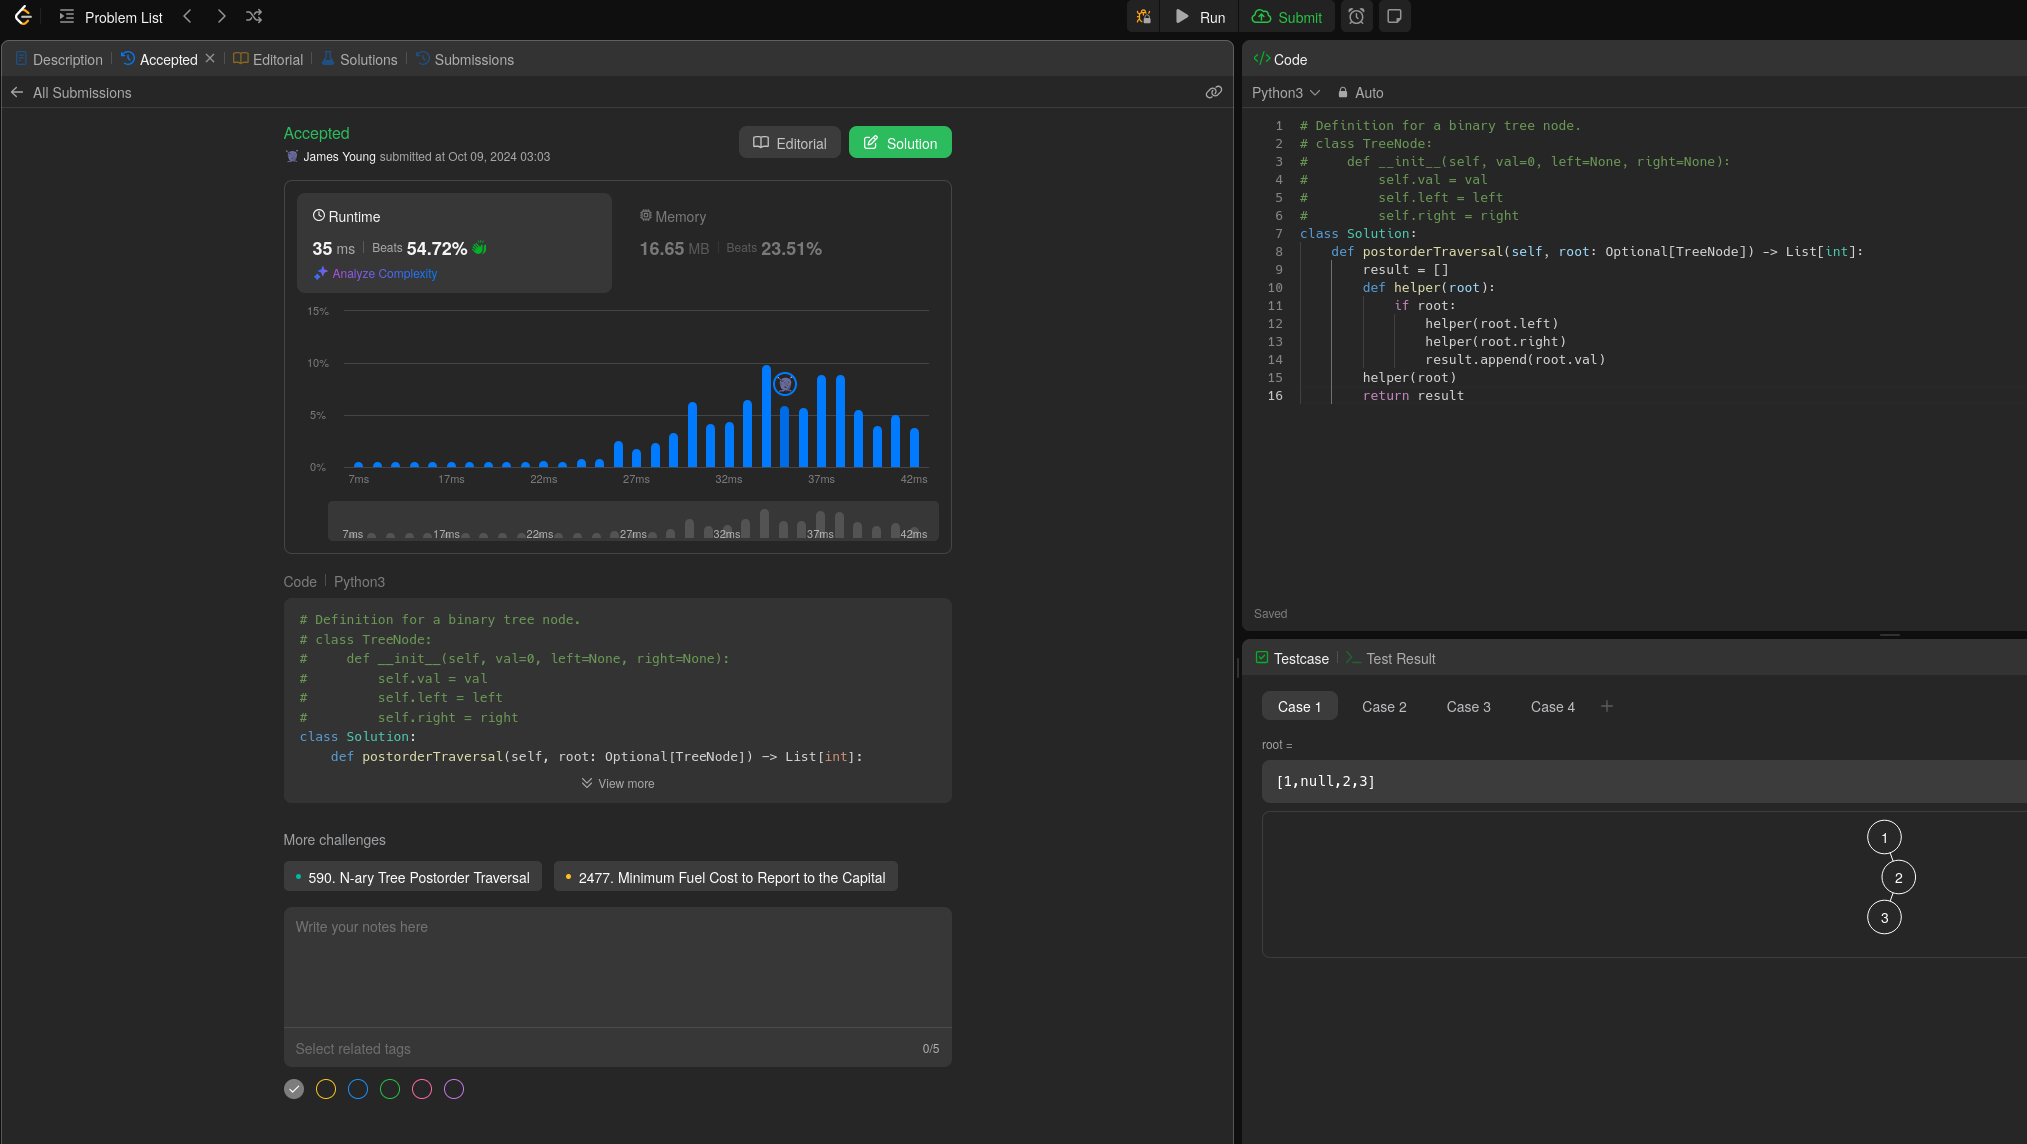 Problem List
Run
Submit
Description
Accepted
Editorial
Solutions
Submissions
All Submissions
Accepted
James Young submitted at Oct 09, 2024 03:03
Editorial
Solution
Runtime
35 ms Beats 54.72%
Analyze Complexity
Memory
16.65 MB Beats 23.51%
15%
10%
5%
0%
7ms 17ms 22ms 27ms 32ms 37ms 42ms
7ms 17ms 22ms 27ms 32ms 37ms 42ms
Code Python3
# Definition for a binary tree node.
# class TreeNode:
#     def __init__(self, val=0, left=None, right=None):
#         self.val = val
#         self.left = left
#         self.right = right
class Solution:
    def postorderTraversal(self, root: Optional[TreeNode]) -> List[int]:
View more
More challenges
590. N-ary Tree Postorder Traversal
2477. Minimum Fuel Cost to Report to the Capital
Write your notes here
Select related tags
0/5
</> Code
Python3
Auto
1 # Definition for a binary tree node.
2 # class TreeNode:
3 #     def __init__(self, val=0, left=None, right=None):
4 #         self.val = val
5 #         self.left = left
6 #         self.right = right
7 class Solution:
8     def postorderTraversal(self, root: Optional[TreeNode]) -> List[int]:
9         result = []
10         def helper(root):
11             if root:
12                 helper(root.left)
13                 helper(root.right)
14                 result.append(root.val)
15         helper(root)
16         return result
Saved
Testcase
Test Result
Case 1
Case 2
Case 3
Case 4
+
root =
[1,null,2,3]
1
2
3